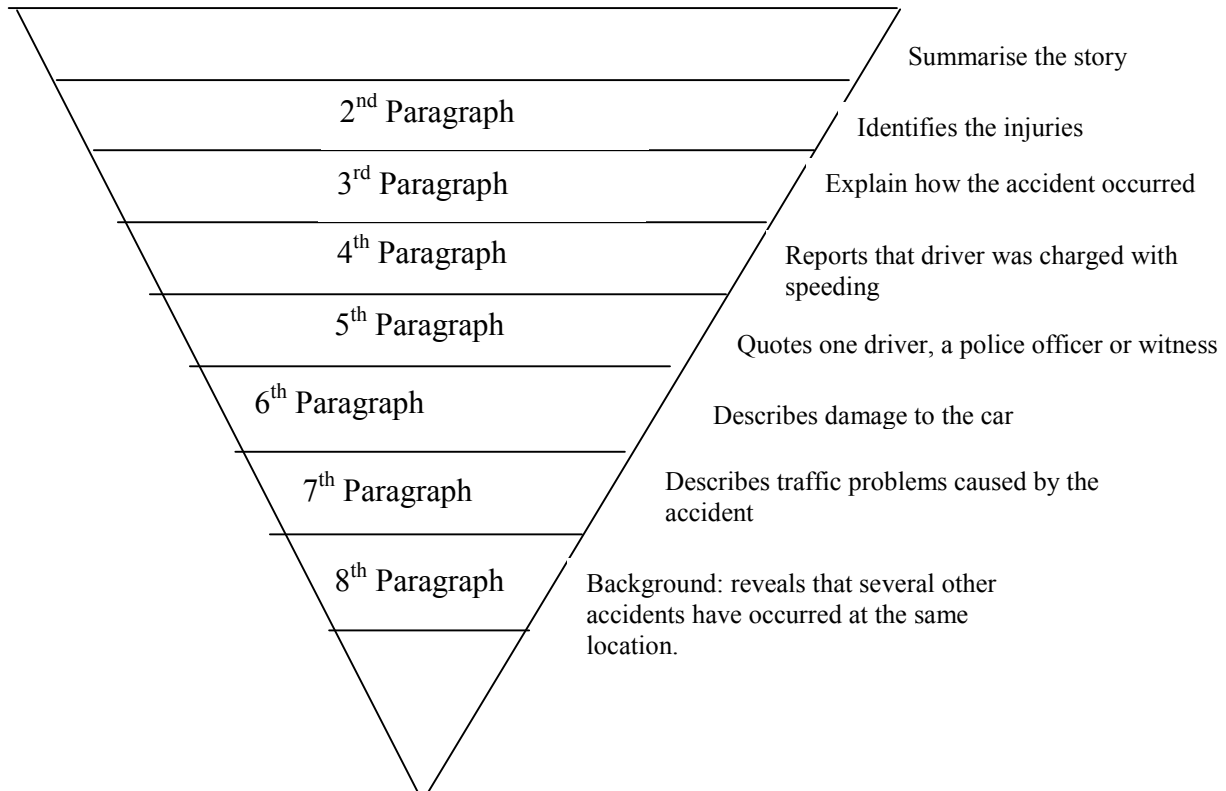 Summarise the story
2nd Paragraph
Identifies the injuries
3rd Paragraph
Explain how the accident occurred
4th Paragraph
Reports that driver was charged with
speeding
5th Paragraph
Quotes one driver, a police officer or witness
6th Paragraph
Describes damage to the car
7th Paragraph
Describes traffic problems caused by the
accident
8th Paragraph
Background: reveals that several other
accidents have occurred at the same
location.